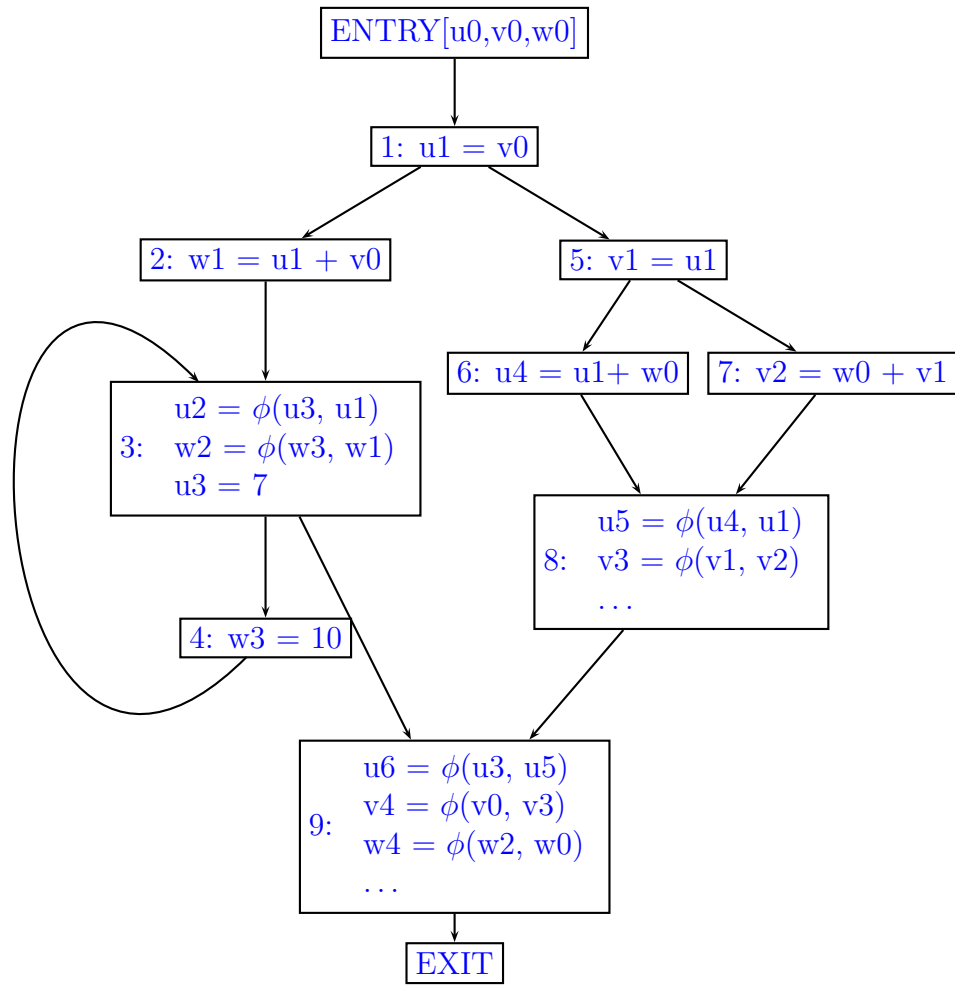 ENTRY[u0,v0,w0]
1: u1 = v0
2: w1 = u1 + v0
5: v1 = u1
6: u4 = u1+ w0
7: v2 = w0 + v1
3:
u2 = ϕ(u3, u1)
w2 = ϕ(w3, w1)
u3 = 7
8:
u5 = ϕ(u4, u1)
v3 = ϕ(v1, v2)
. . .
4: w3 = 10
9:
u6 = ϕ(u3, u5)
v4 = ϕ(v0, v3)
w4 = ϕ(w2, w0)
. . .
EXIT